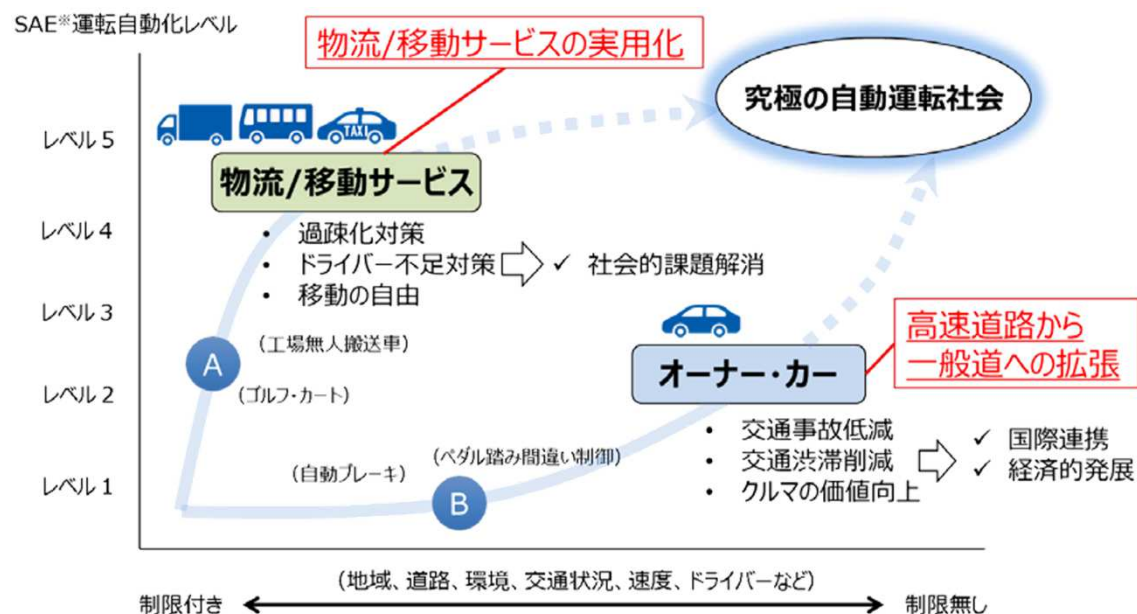 SAE※運転自動化レベル
物流/移動サービスの実用化
究極の自動運転社会
レベル 5
TAXI
物流/移動サービス
レベル 4
• 過疎化対策
• ドライバー不足対策
• 移動の自由
✓ 社会的課題解消
レベル 3
高速道路から
一般道への拡張
(工場無人搬送車)
A
オーナー・カー
レベル 2
(ゴルフ・カート)
• 交通事故低減
• 交通渋滞削減
• クルマの価値向上
✓ 国際連携
✓ 経済的発展
(ペダル踏み間違い制御)
(自動ブレーキ)
レベル 1
B
(地域、道路、環境、交通状況、速度、ドライバーなど)
制限付き
制限無し